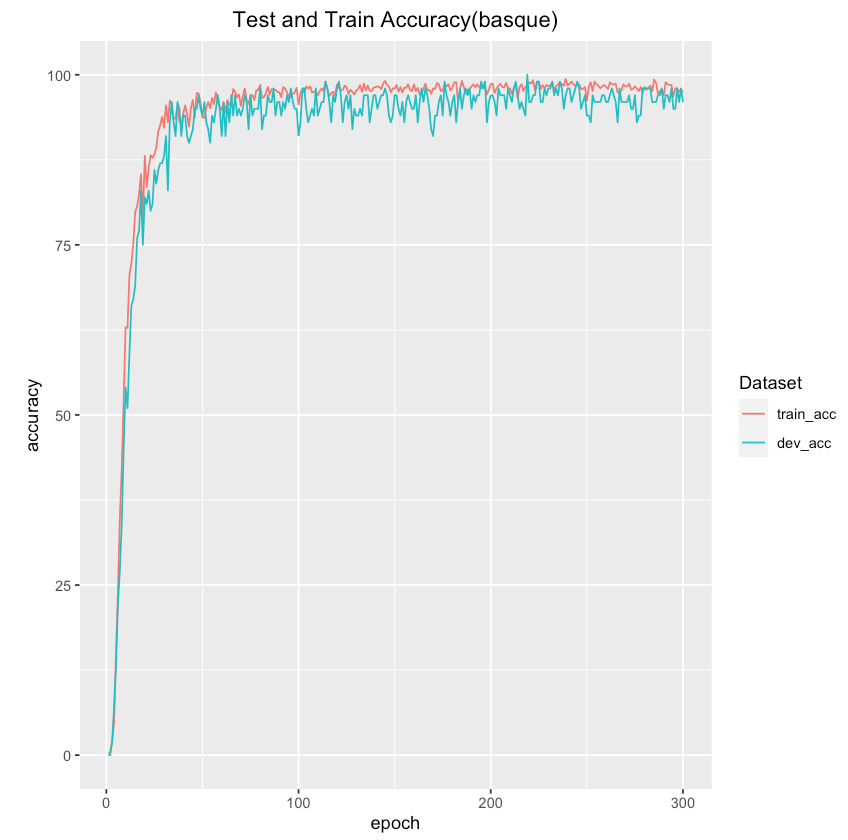 Test and Train Accuracy(basque)
100
75
50
25
0
accuracy
0 100 200 300
epoch
Dataset
train_acc
dev_acc